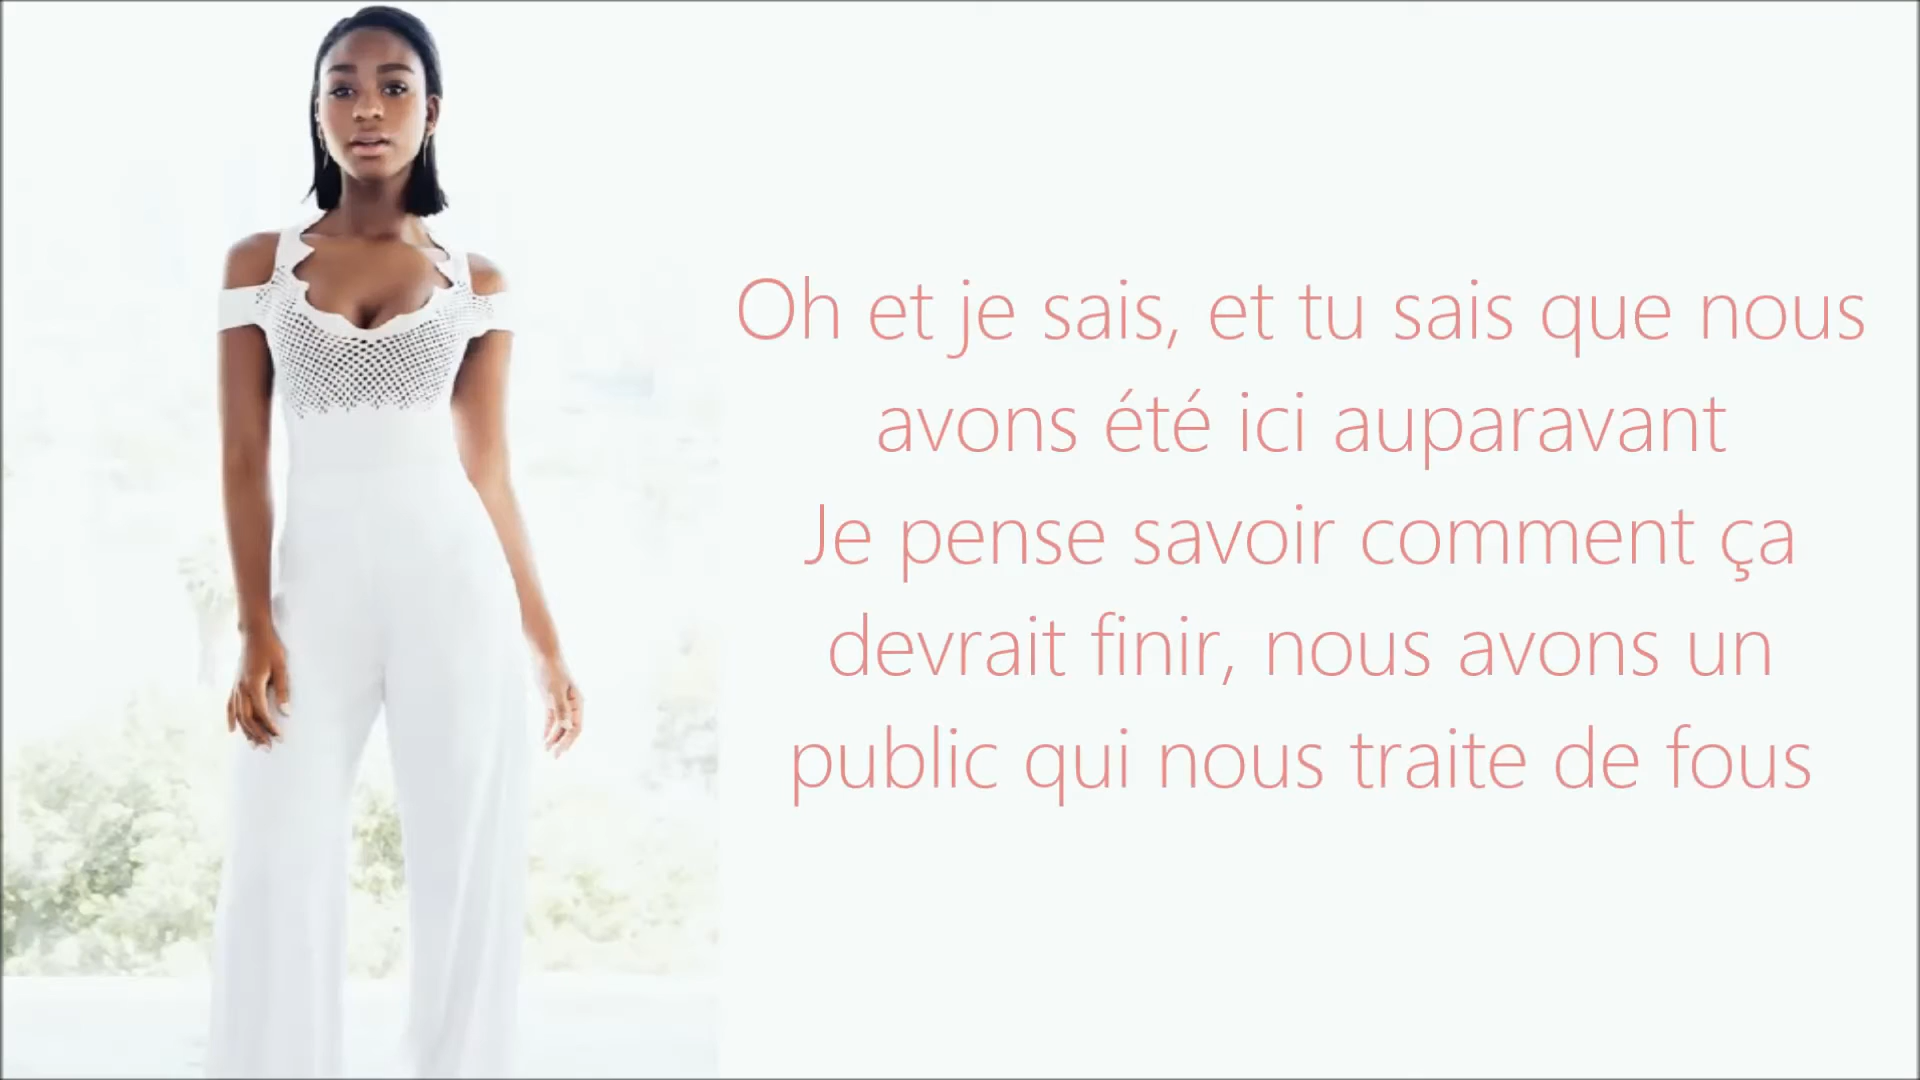 Oh et je sais, et tu sais que nous
avons été ici auparavant
Je pense savoir comment ça
devrait finir, nous avons un
public qui nous traite de fous